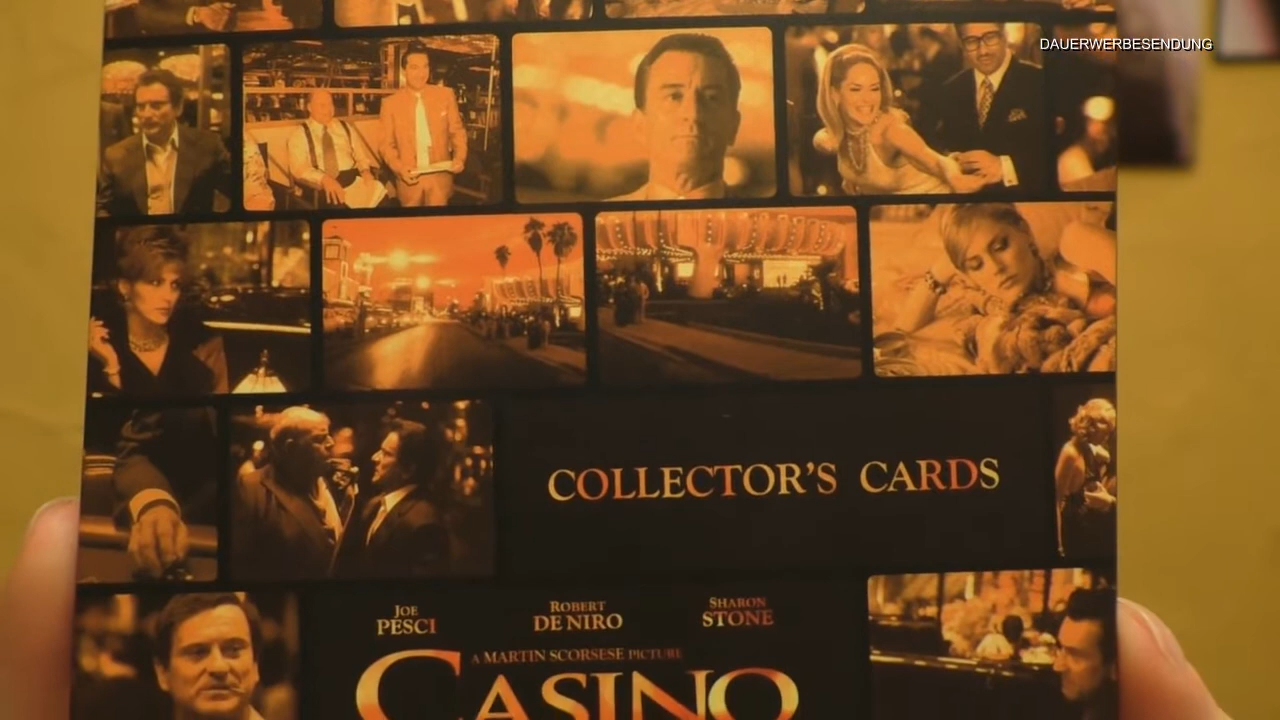 DAUERWERBESENDUNG
COLLECTOR'S CARDS
JOE PESCI
ROBERT DE NIRO
SHARON STONE
A MARTIN SCORSESE PICTURE
CASINO